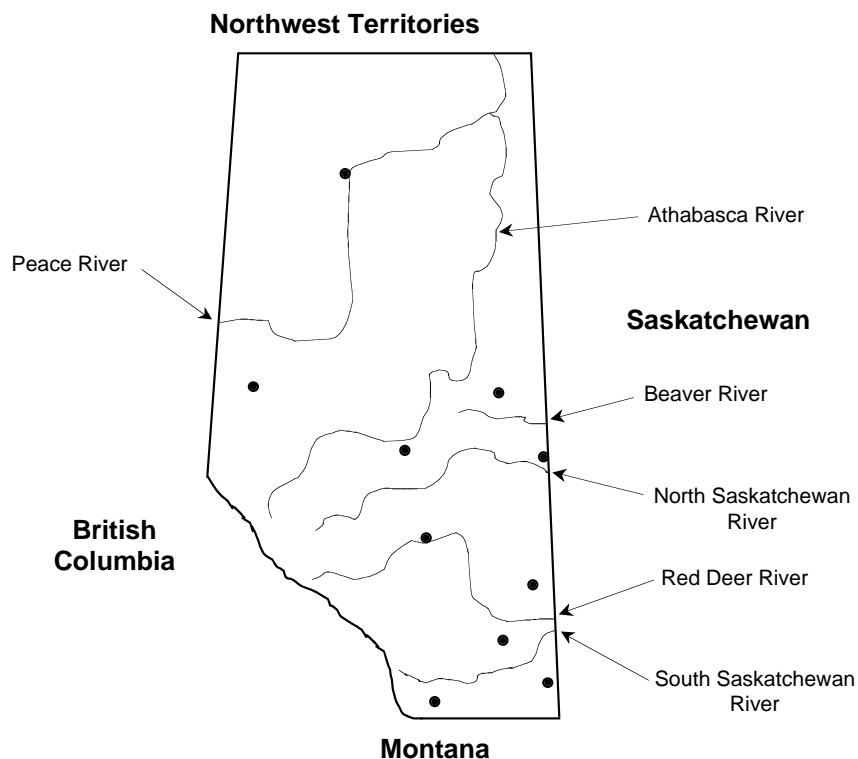 Northwest Territories
Athabasca River
Peace River
Saskatchewan
Beaver River
North Saskatchewan
River
British
Columbia
Red Deer River
South Saskatchewan
River
Montana